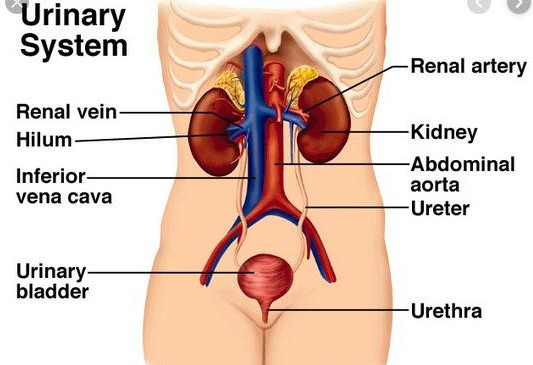 Urinary
System
Renal artery
Renal vein
Hilum
Kidney
Inferior
vena cava
Abdominal
aorta
Ureter
Urinary
bladder
Urethra